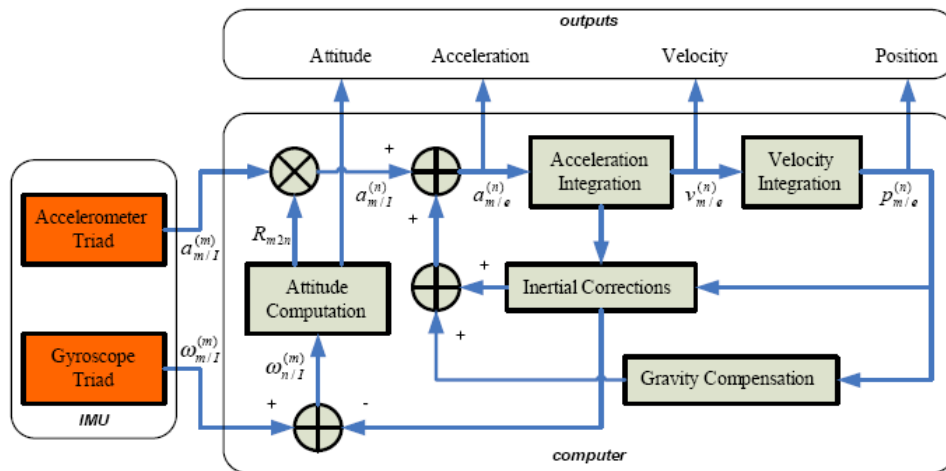 outputs
Attitude
Acceleration
Velocity
Position
Accelerometer
Triad
a_{m/I}^{(m)}
Gyroscope
Triad
ω_{m/I}^{(m)}
IMU
+
a_{m/I}^{(n)}
R_{m2n}
Attitude
Computation
ω_{n/I}^{(m)}
+
-
a_{m/e}^{(n)}
Acceleration
Integration
v_{m/e}^{(n)}
Velocity
Integration
p_{m/e}^{(n)}
+
+
Inertial Corrections
+
Gravity Compensation
computer